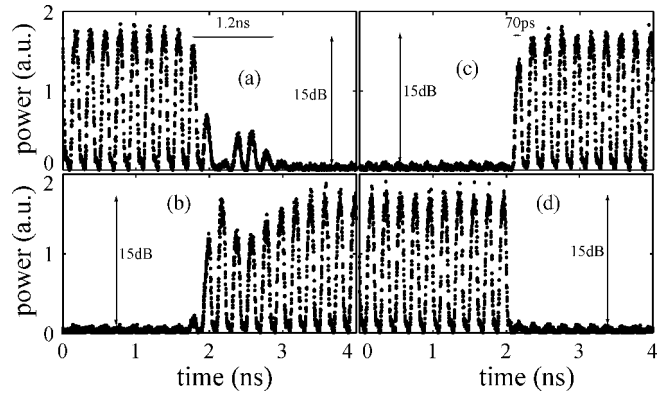 2
1.2ns
70ps
power (a.u.)
(a)
(c)
1
15dB
15dB
0
2
(b)
(d)
power (a.u.)
1
15dB
15dB
0
0 1 2 3 4
0 1 2 3 4
time (ns)
time (ns)